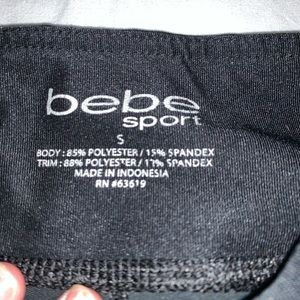 bebe
sport
S
BODY: 85% POLYESTER / 15% SPANDEX
TRIM: 88% POLYESTER / 12% SPANDEX
MADE IN INDONESIA
RN #63619